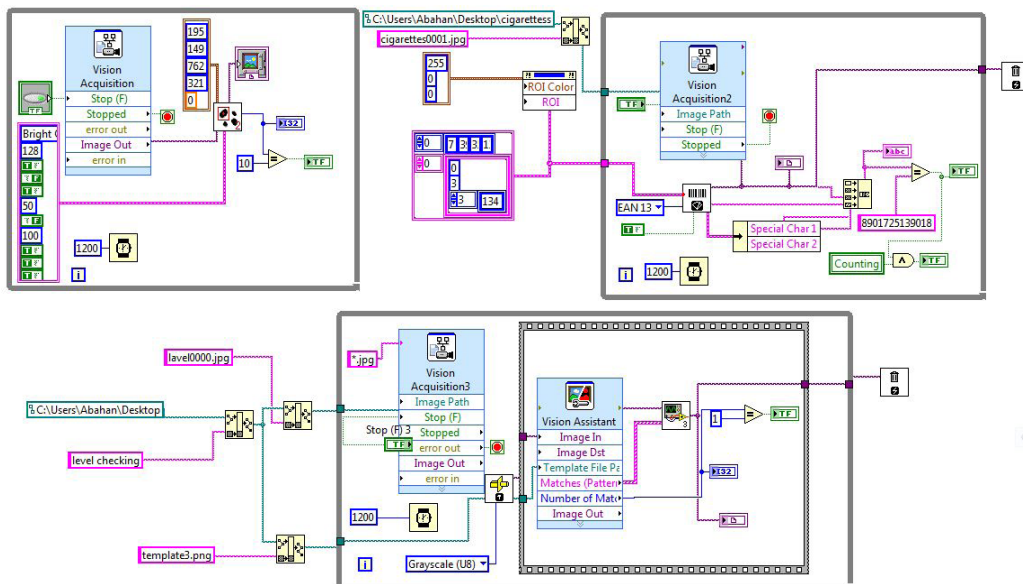 195
149
762
321
0
Vision
Acquisition
Stop (F)
Stopped
error out
Image Out
error in
TF
Bright
128
T F
T F
T F
50
T F
100
T F
T F
T F
I32
10
=
TF
1200
i
C:\Users\Abahan\Desktop\cigarettess
cigarettes0001.jpg
255
0
0
ROI Color
ROI
0
0
7
3
1
0
3
3
134
Vision
Acquisition2
Image Path
Stop (F)
Stopped
TF
EAN 13
T F
Special Char 1
Special Char 2
abc
=
TF
8901725139018
Counting
TF
i
1200
lavel0000.jpg
C:\Users\Abahan\Desktop
level checking
template3.png
*.jpg
Vision
Acquisition3
Image Path
Stop (F)
Stop (F) 3
Stopped
TF
error out
Image Out
error in
1200
i
Grayscale (U8)
Vision Assistant
Image In
Image Dst
Template File Pa
Matches (Pattern
Number of Mat
Image Out
3
1
=
TF
I32